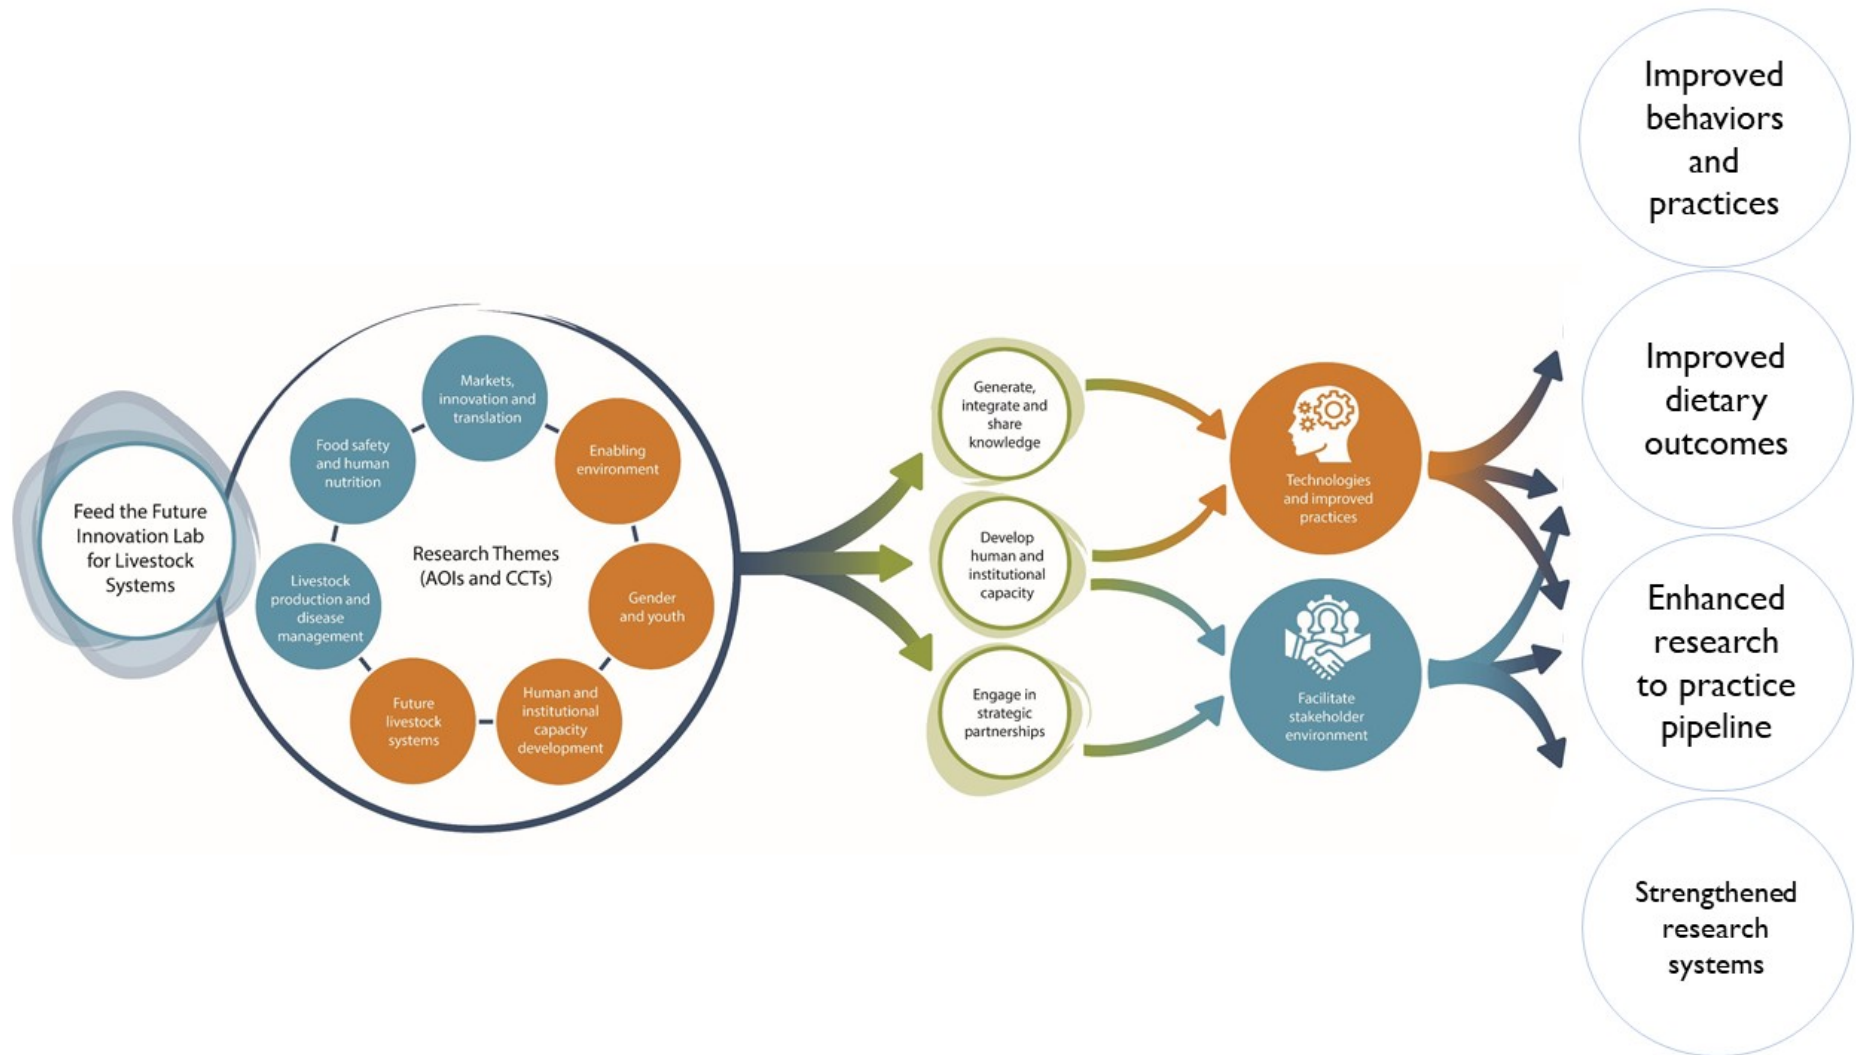 Feed the Future
Innovation Lab
for Livestock
Systems
Research Themes
(AOIs and CCTs)
Markets,
innovation and
translation
Enabling
environment
Gender
and youth
Human and
institutional
capacity
development
Future
livestock
systems
Livestock
production and
disease
management
Food safety
and human
nutrition
Generate,
integrate and
share
knowledge
Develop
human and
institutional
capacity
Engage in
strategic
partnerships
Technologies
and improved
practices
Facilitate
stakeholder
environment
Improved
behaviors
and
practices
Improved
dietary
outcomes
Enhanced
research
to practice
pipeline
Strengthened
research
systems